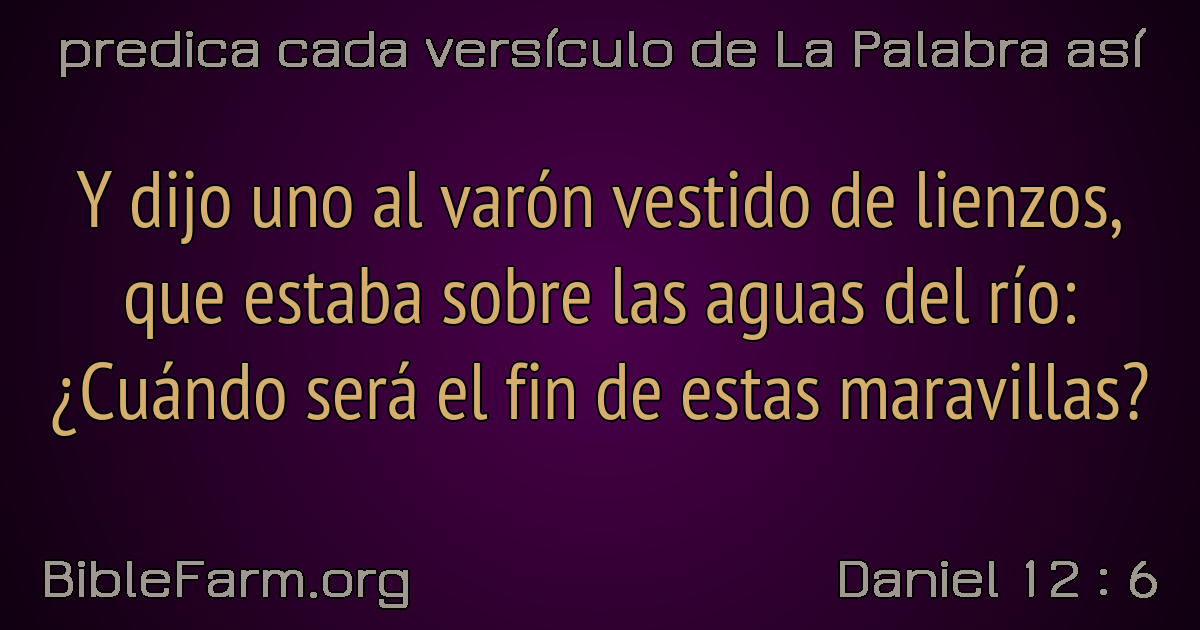 predica cada versículo de La Palabra así
Y dijo uno al varón vestido de lienzos,
que estaba sobre las aguas del río:
¿Cuándo será el fin de estas maravillas?
BibleFarm.org
Daniel 12 : 6